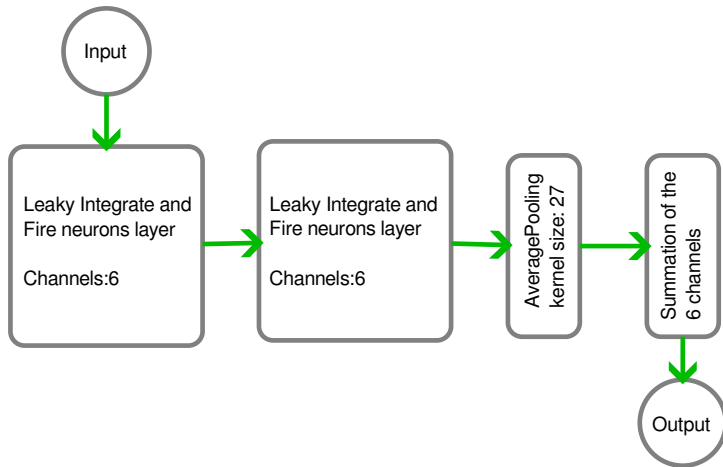 Input
Leaky Integrate and
Fire neurons layer
Channels:6
Leaky Integrate and
Fire neurons layer
Channels:6
AveragePooling
kernel size: 27
Summation of the
6 channels
Output